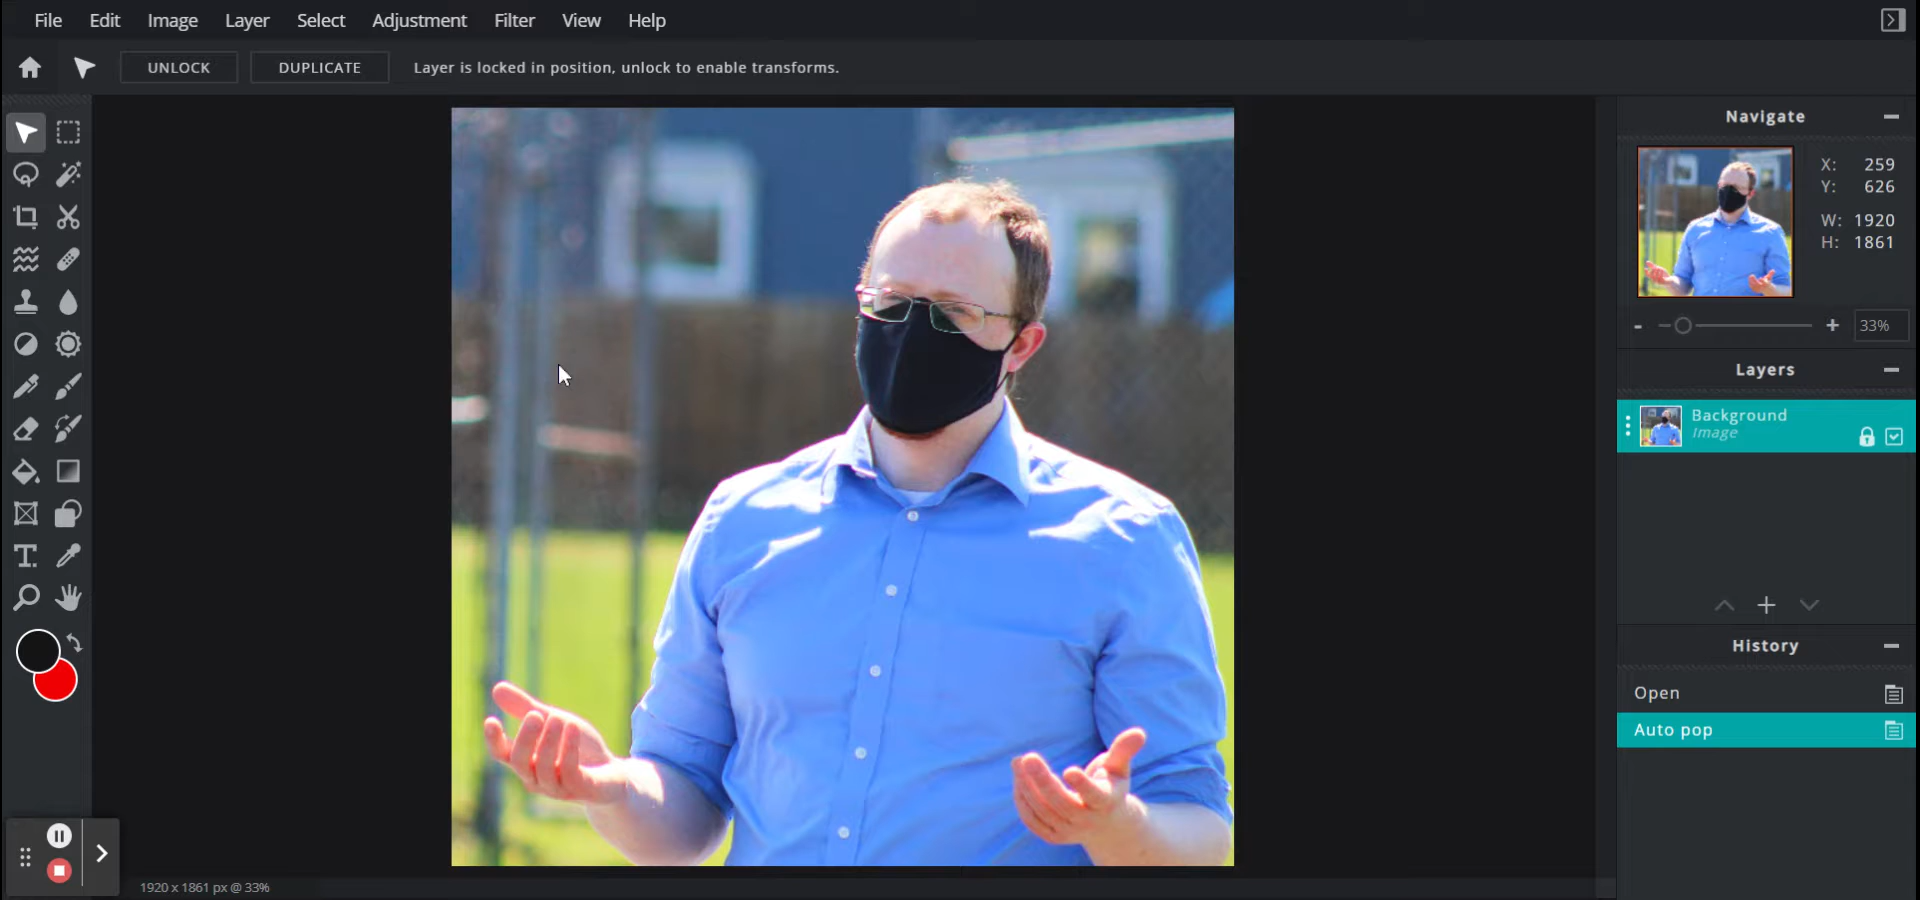 File Edit Image Layer Select Adjustment Filter View Help
UNLOCK DUPLICATE Layer is locked in position, unlock to enable transforms.
Navigate
X: 259
Y: 626
W: 1920
H: 1861
33%
Layers
Background
Image
History
Open
Auto pop
1920 x 1861 px @ 33%